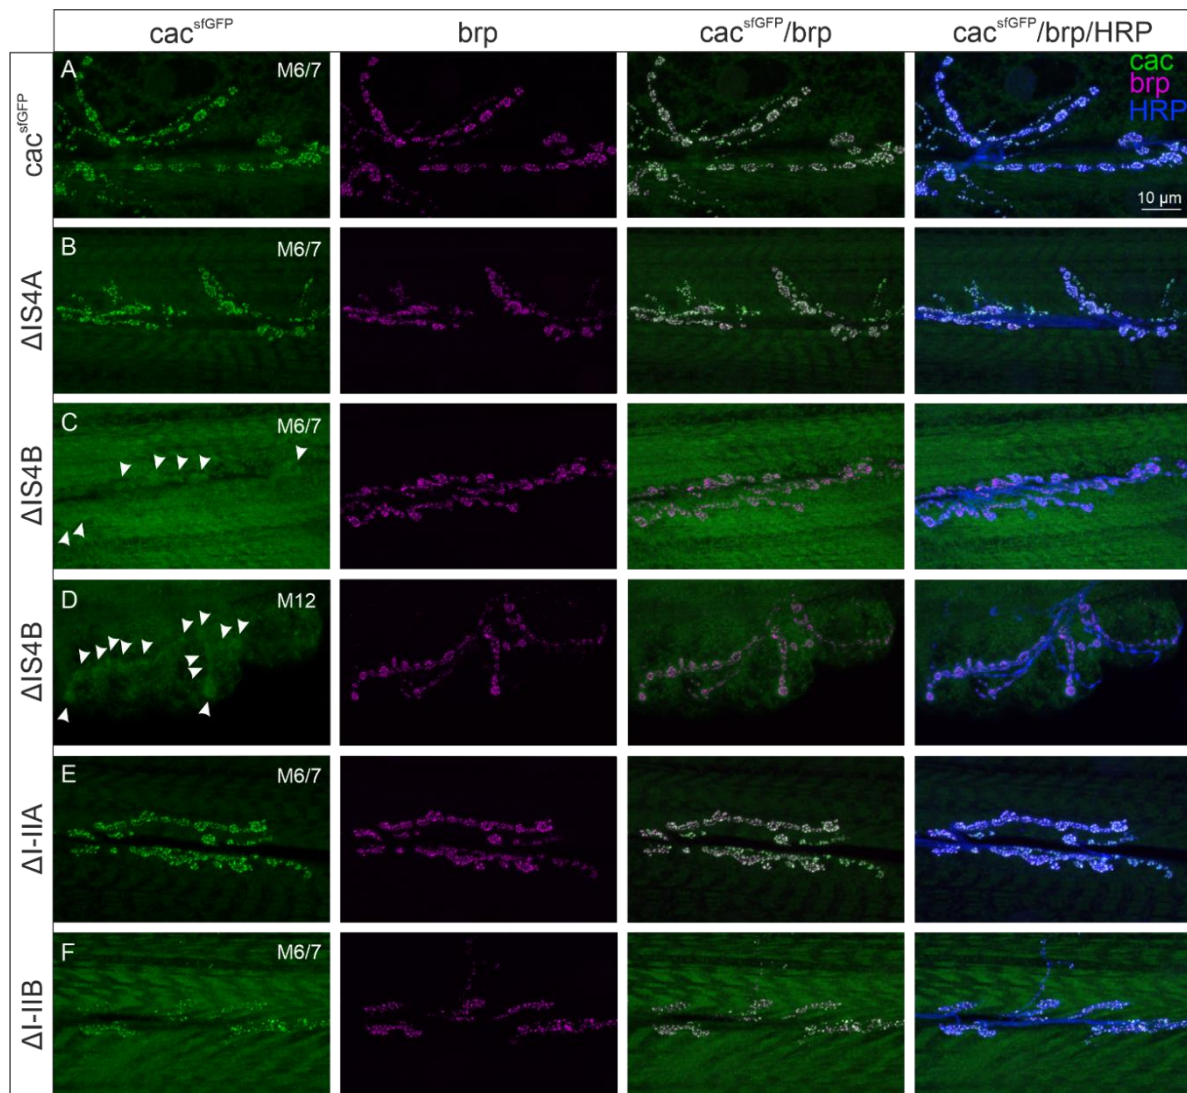 cac^sfGFP brp cac^sfGFP/brp cac^sfGFP/brp/HRP
cac^sfGFP
A M6/7
cac
brp
HRP
10 µm
ΔIS4A
B M6/7
ΔIS4B
C M6/7
ΔIS4B
D M12
ΔI-IIA
E M6/7
ΔI-IIB
F M6/7